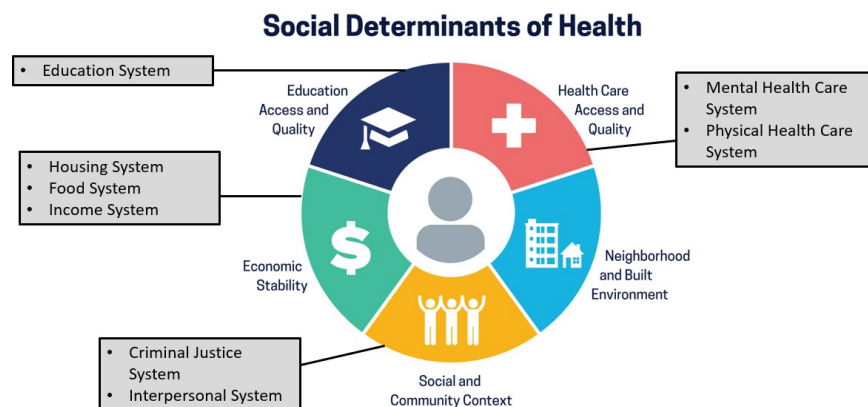 Social Determinants of Health
• Education System
Education
Access and
Quality
Health Care
Access and
Quality
• Mental Health Care
System
• Physical Health Care
System
• Housing System
• Food System
• Income System
$
Economic
Stability
Neighborhood
and Built
Environment
• Criminal Justice
System
• Interpersonal System
Social and
Community Context